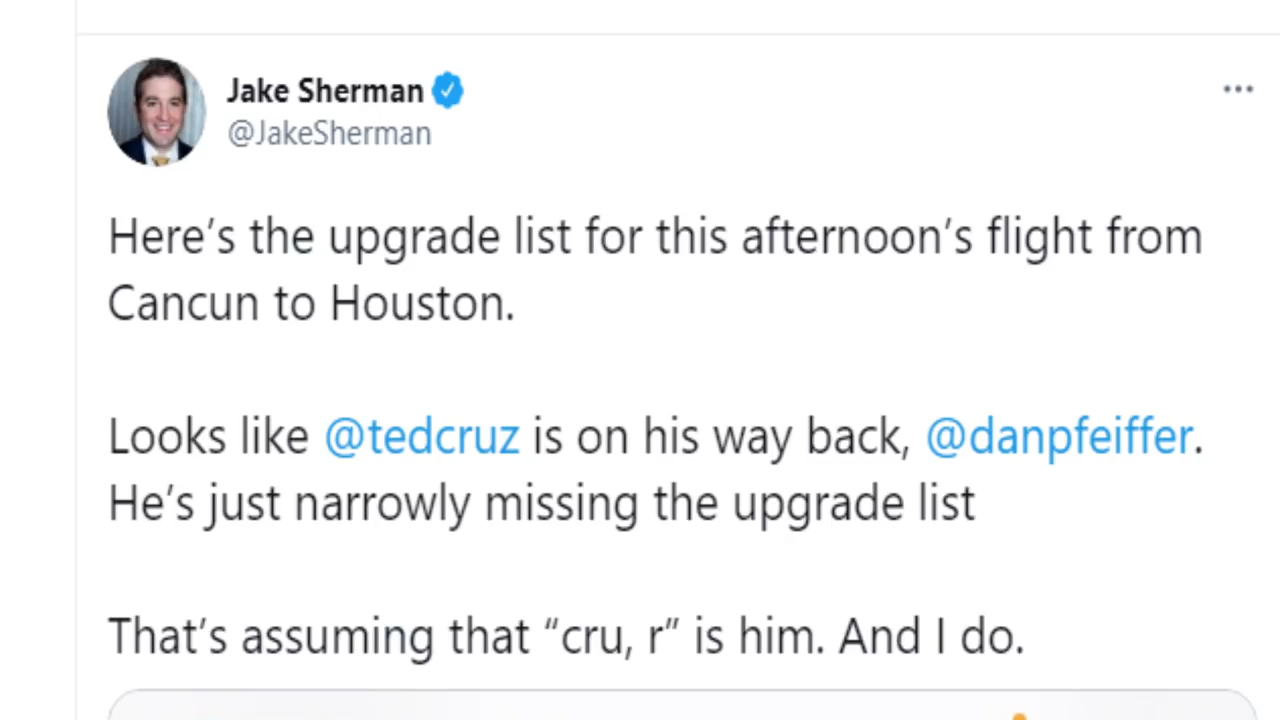 Jake Sherman
@JakeSherman
Here’s the upgrade list for this afternoon’s flight from
Cancun to Houston.
Looks like @tedcruz is on his way back, @danpfeiffer.
He’s just narrowly missing the upgrade list
That’s assuming that “cru, r” is him. And I do.